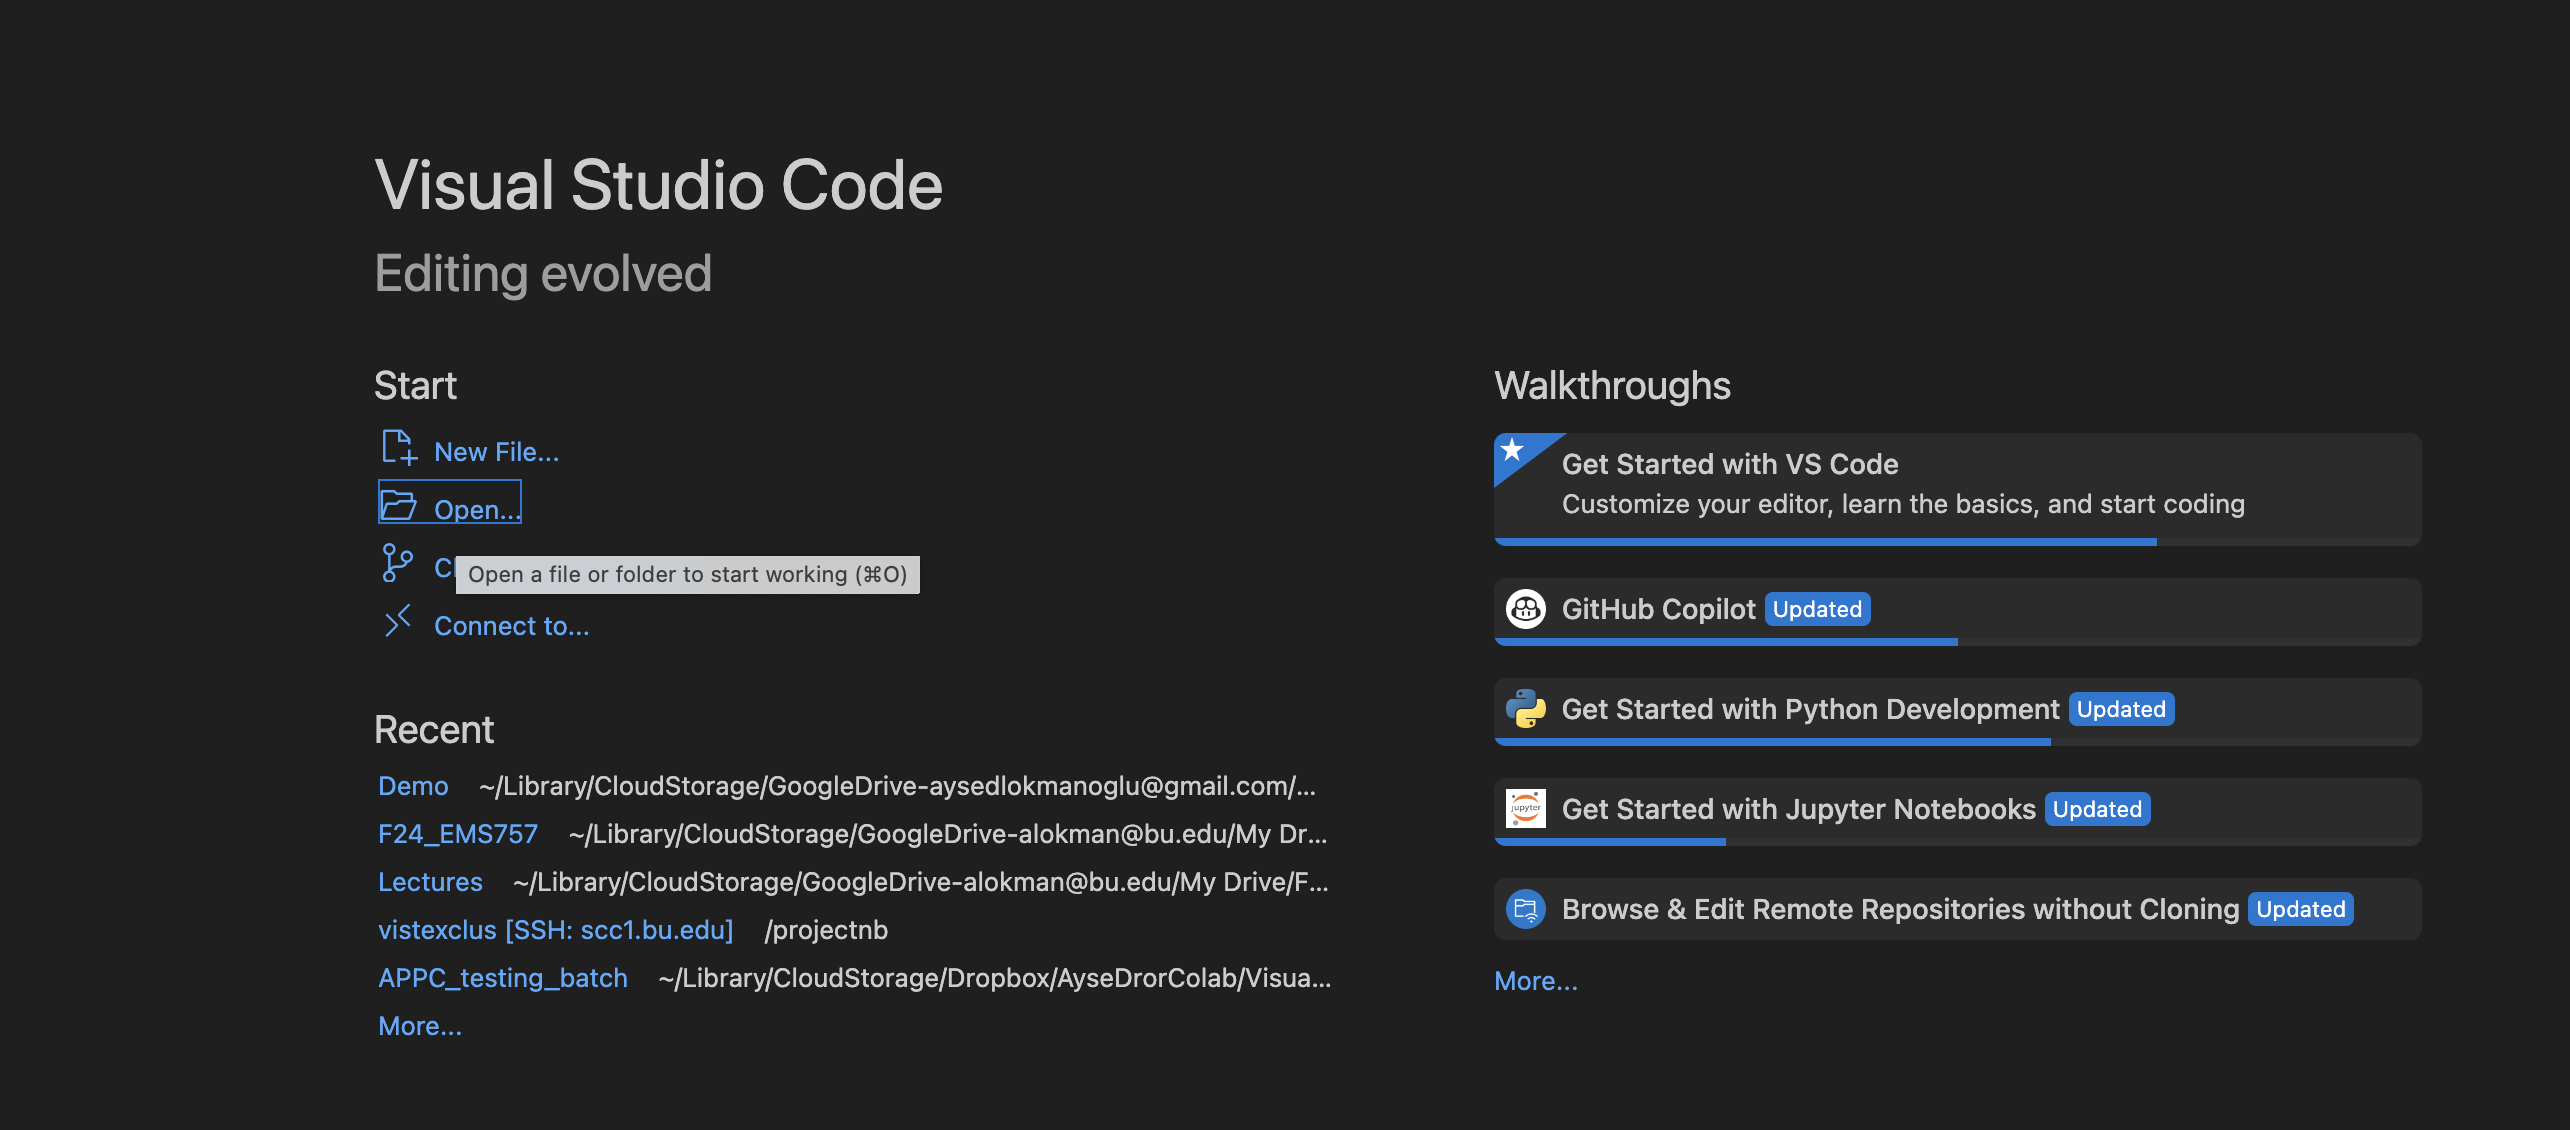 Visual Studio Code
Editing evolved
Start
New File...
Open...
Open a file or folder to start working (⌘O)
Connect to...
Recent
Demo ~/Library/CloudStorage/GoogleDrive-aysedlokmanoglu@gmail.com/...
F24_EMS757 ~/Library/CloudStorage/GoogleDrive-alokman@bu.edu/My Dr...
Lectures ~/Library/CloudStorage/GoogleDrive-alokman@bu.edu/My Drive/F...
vistexclus [SSH: scc1.bu.edu] /projectnb
APPC_testing_batch ~/Library/CloudStorage/Dropbox/AyseDrorColab/Visua...
More...
Walkthroughs
Get Started with VS Code
Customize your editor, learn the basics, and start coding
GitHub Copilot Updated
Get Started with Python Development Updated
jupyter
Get Started with Jupyter Notebooks Updated
Browse & Edit Remote Repositories without Cloning Updated
More...